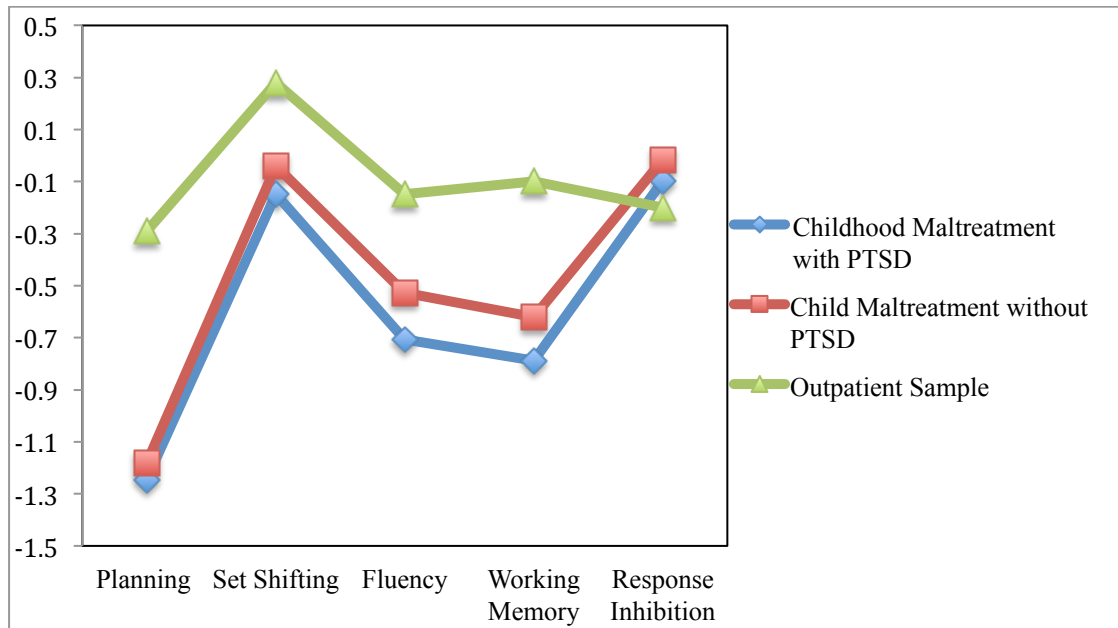 0.5
0.3
0.1
-0.1
-0.3
-0.5
-0.7
-0.9
-1.1
-1.3
-1.5
Planning Set Shifting Fluency Working Memory Response Inhibition
Childhood Maltreatment
with PTSD
Child Maltreatment without
PTSD
Outpatient Sample